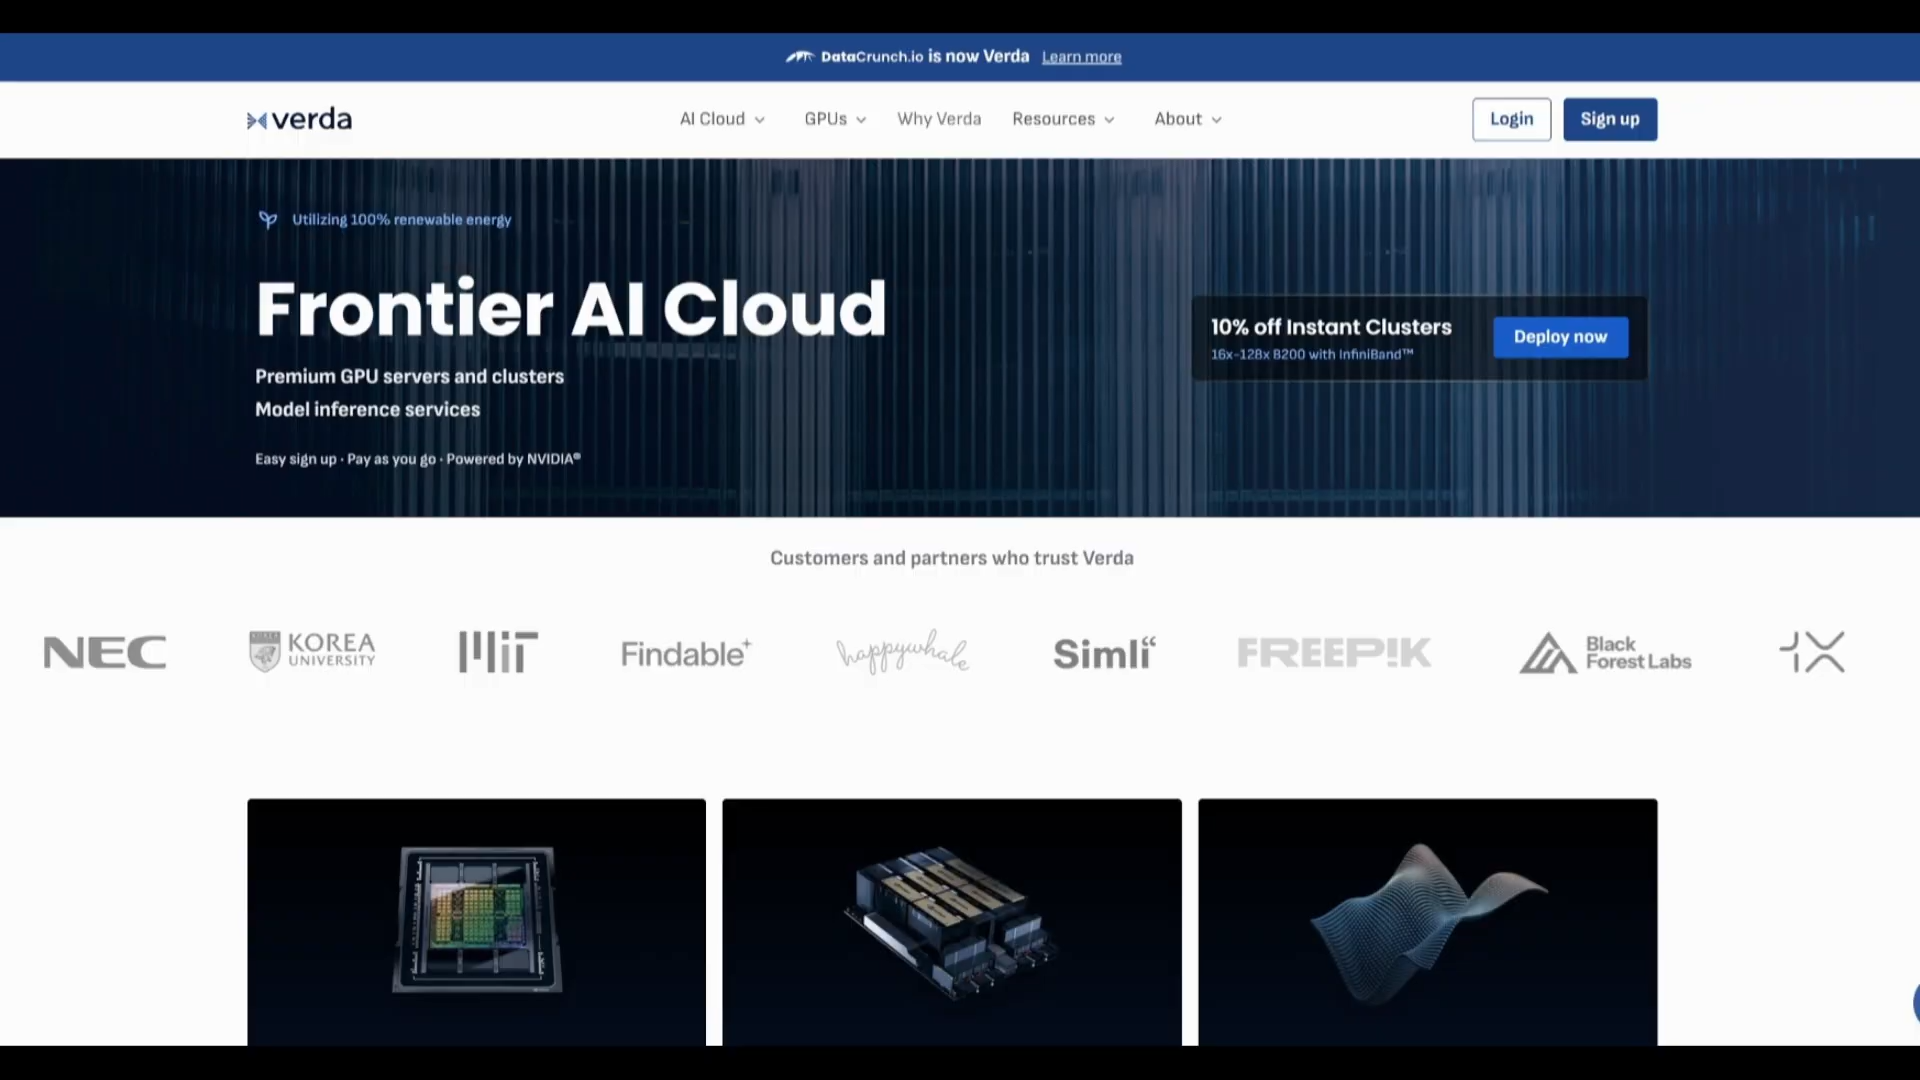 DataCrunch.io is now Verda Learn more
verda
AI Cloud
GPUs
Why Verda
Resources
About
Login
Sign up
Utilizing 100% renewable energy
Frontier AI Cloud
Premium GPU servers and clusters
Model inference services
Easy sign up · Pay as you go · Powered by NVIDIA®
10% off Instant Clusters
16x-128x B200 with InfiniBand™
Deploy now
Customers and partners who trust Verda
NEC
KOREA
UNIVERSITY
MIT
Findable+
happywhale
Simli“
FREEP!K
Black
Forest Labs